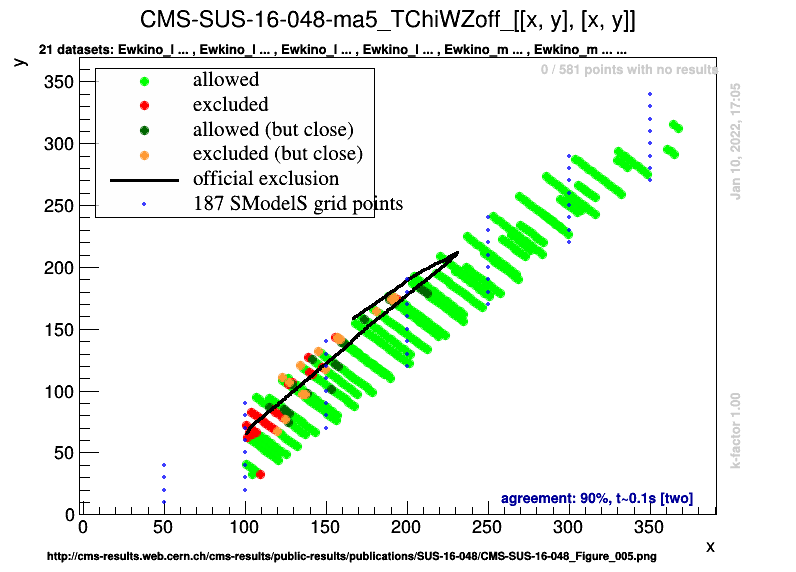 CMS-SUS-16-048-ma5_TChiWZoff_[[x, y], [x, y]]
21 datasets: Ewkino_l ... , Ewkino_l ... , Ewkino_l ... , Ewkino_l ... , Ewkino_m ... , Ewkino_m ... ...
y
0 / 581 points with no results
allowed
excluded
allowed (but close)
excluded (but close)
official exclusion
187 SModelS grid points
350
300
250
200
150
100
50
0
Jan 10, 2022, 17:05
k-factor 1.00
agreement: 90%, t~0.1s [two]
0 50 100 150 200 250 300 350
x
http://cms-results.web.cern.ch/cms-results/public-results/publications/SUS-16-048/CMS-SUS-16-048_Figure_005.png